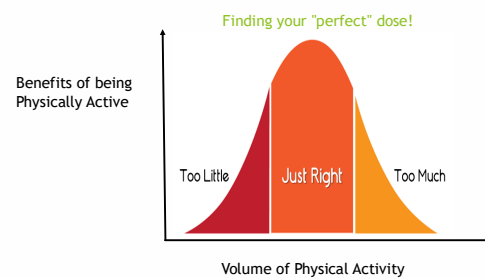 Finding your "perfect" dose!
Benefits of being
Physically Active
Too Little
Just Right
Too Much
Volume of Physical Activity